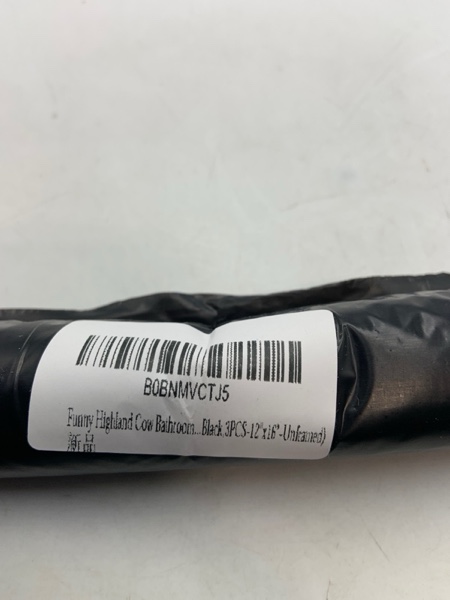 B0BNMVCTJ5
Funny Highland Cow Bathroom...Black,3PCS-12"x16"-Unframed)
新品